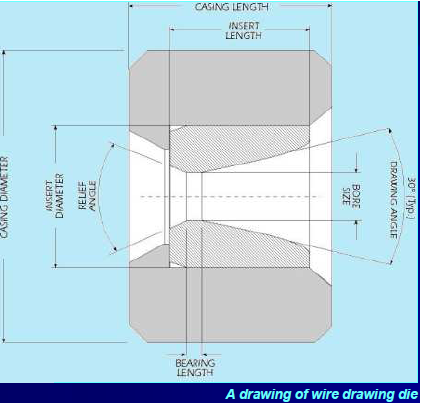 CASING LENGTH
INSERT
LENGTH
CASING DIAMETER
INSERT
DIAMETER
RELIEF
ANGLE
BORE
SIZE
DRAWING ANGLE
30° (Typ.)
BEARING
LENGTH
A drawing of wire drawing die